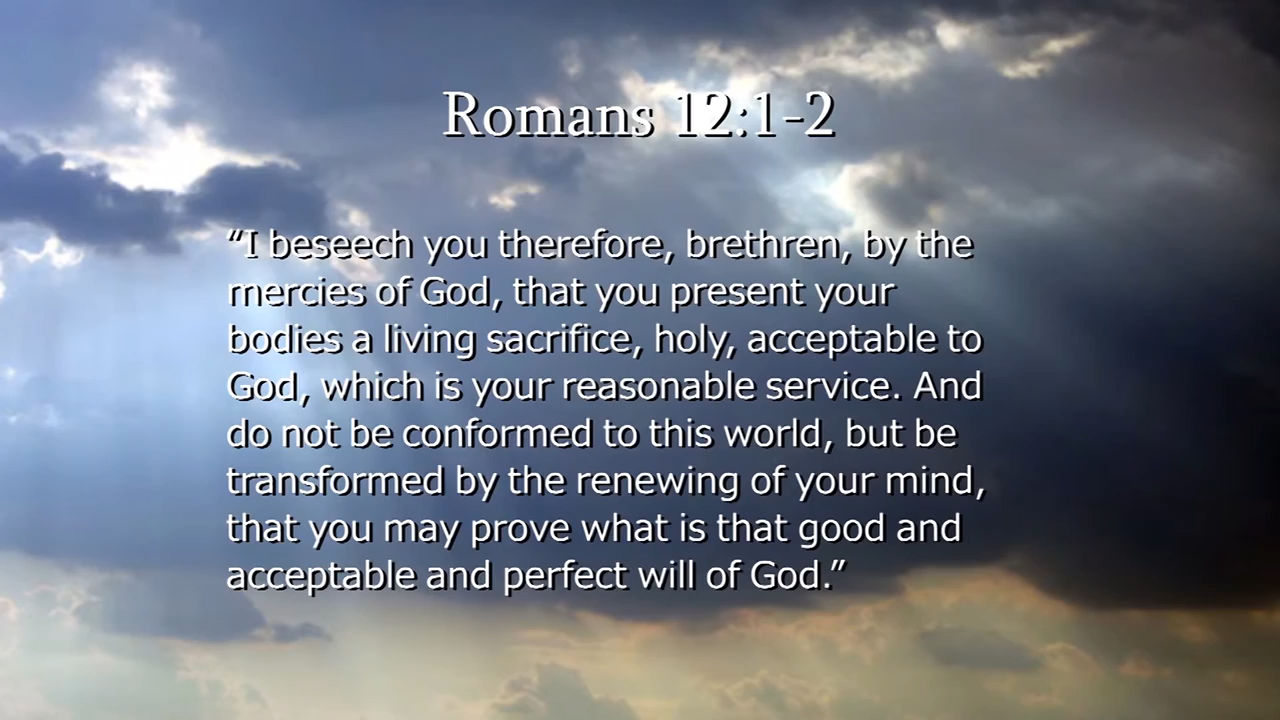 Romans 12:1-2
“I beseech you therefore, brethren, by the
mercies of God, that you present your
bodies a living sacrifice, holy, acceptable to
God, which is your reasonable service. And
do not be conformed to this world, but be
transformed by the renewing of your mind,
that you may prove what is that good and
acceptable and perfect will of God.”